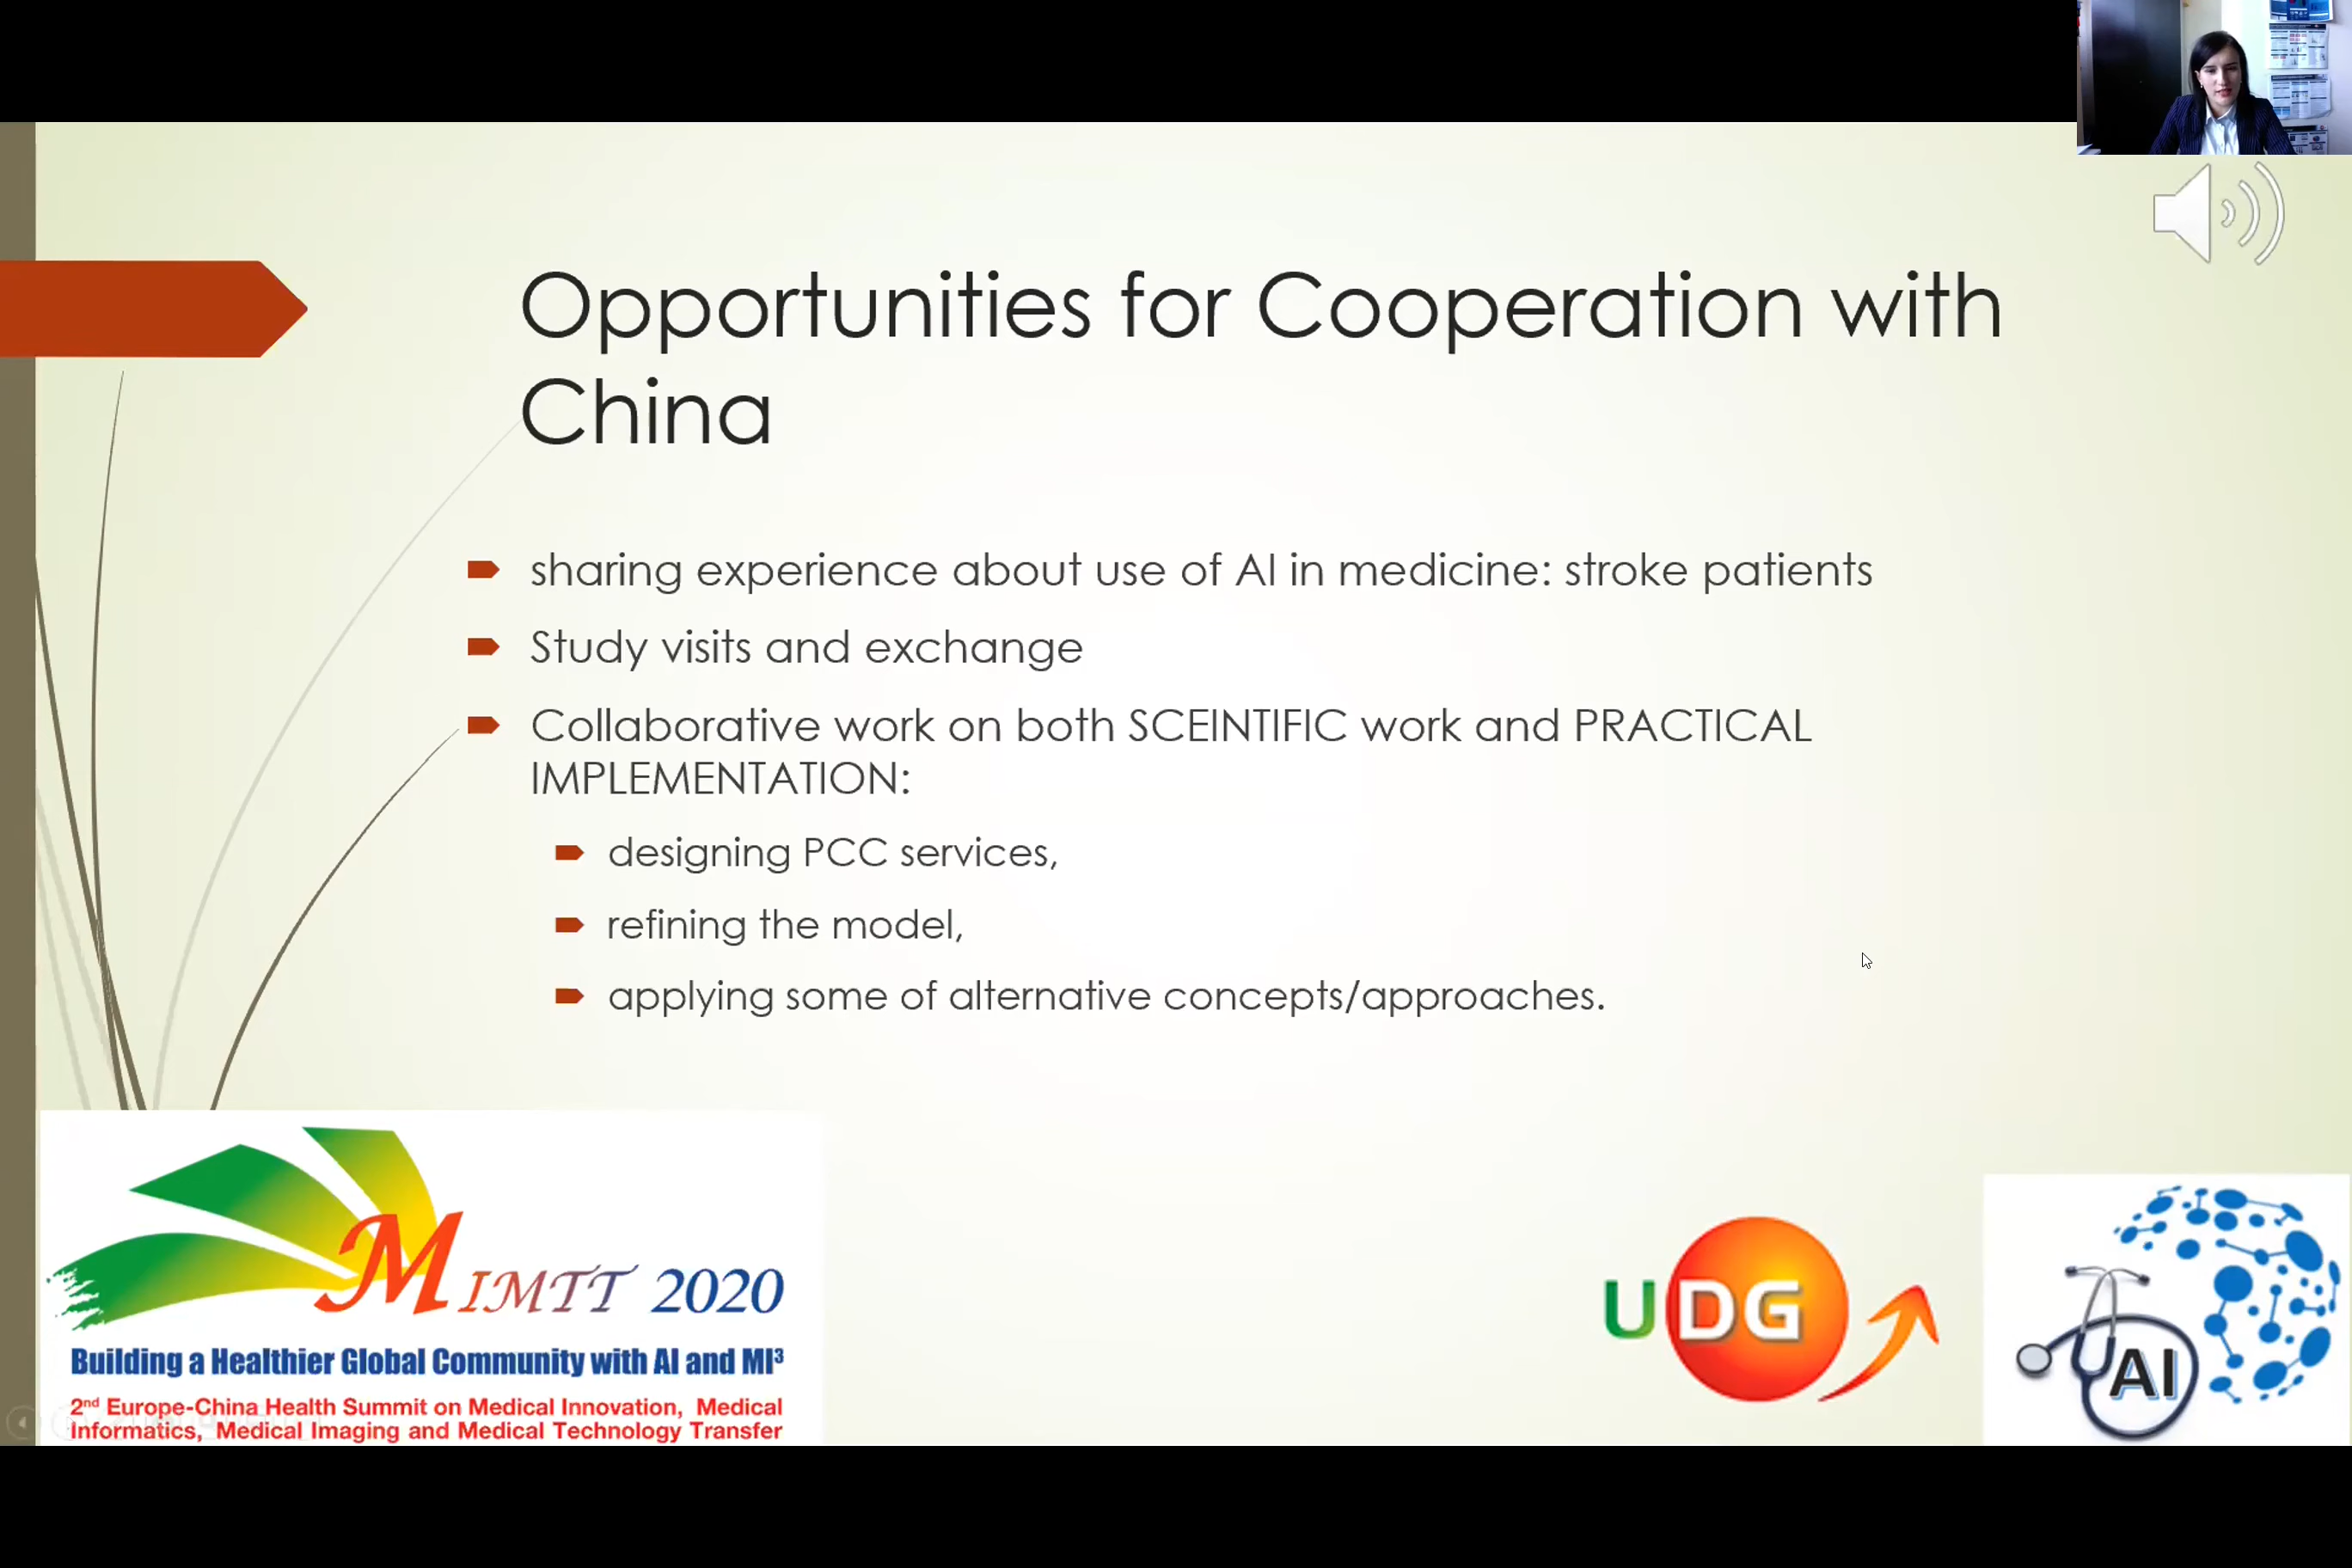 Opportunities for Cooperation with
China
sharing experience about use of AI in medicine: stroke patients
Study visits and exchange
Collaborative work on both SCEINTIFIC work and PRACTICAL
IMPLEMENTATION:
designing PCC services,
refining the model,
applying some of alternative concepts/approaches.
MIMTT 2020
Building a Healthier Global Community with AI and MI³
2nd Europe-China Health Summit on Medical Innovation, Medical
Informatics, Medical Imaging and Medical Technology Transfer
UDG
AI